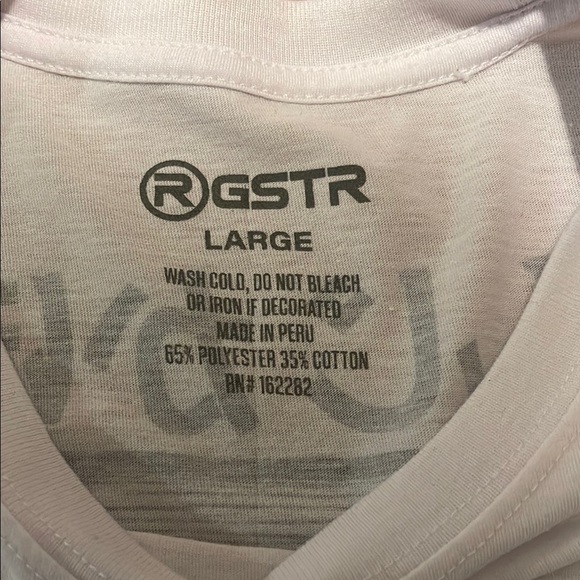 RGSTR
LARGE
WASH COLD, DO NOT BLEACH
OR IRON IF DECORATED
MADE IN PERU
65% POLYESTER 35% COTTON
RN# 162282